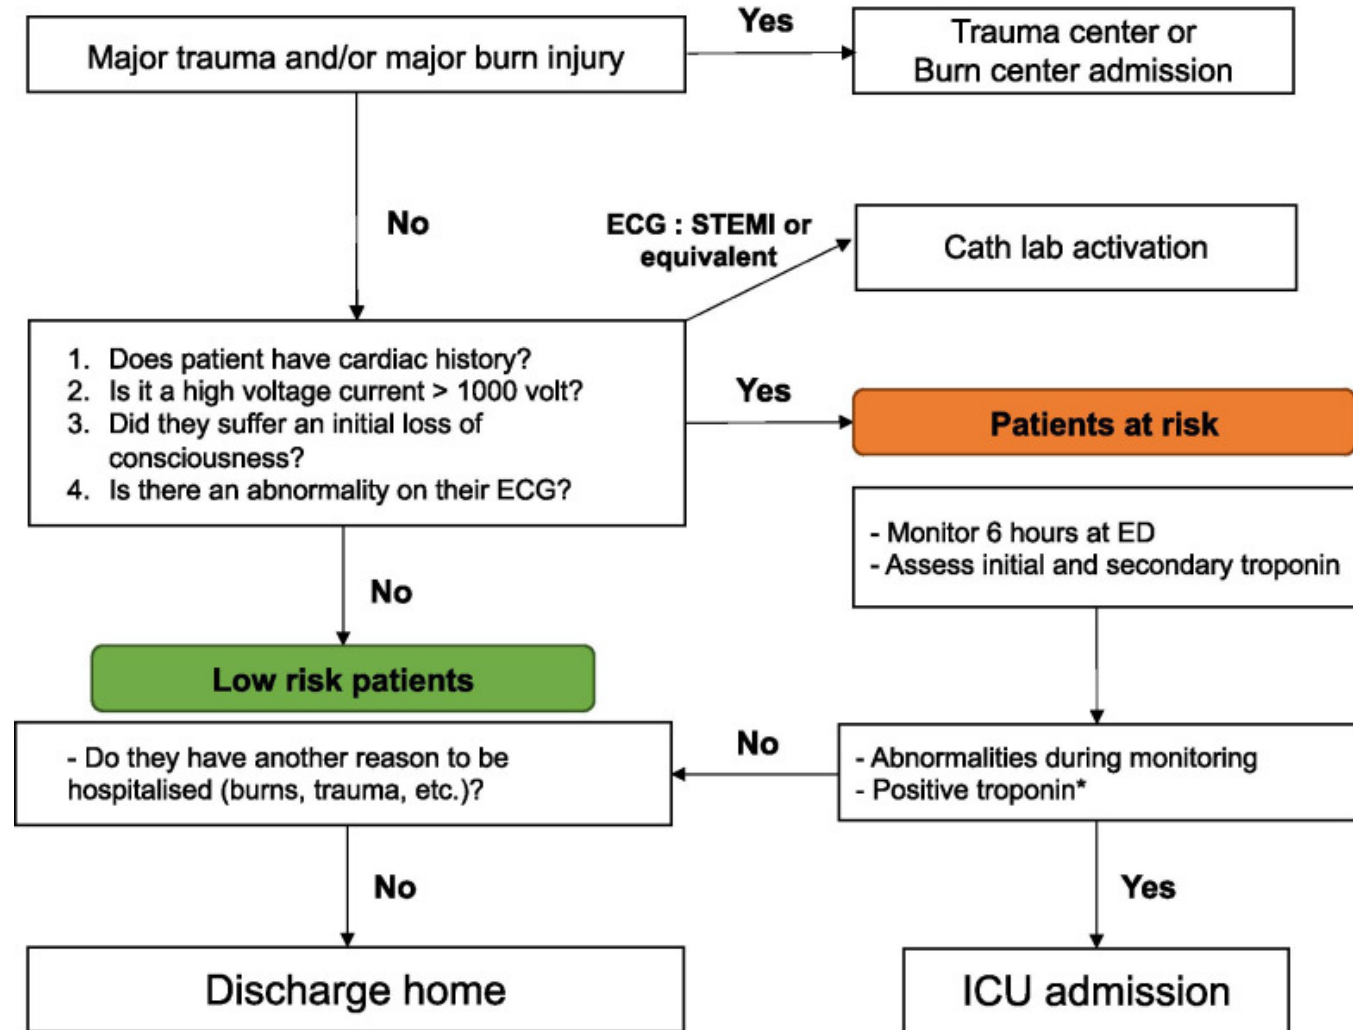 Major trauma and/or major burn injury
Yes
Trauma center or
Burn center admission
No
ECG : STEMI or
equivalent
Cath lab activation
1. Does patient have cardiac history?
2. Is it a high voltage current > 1000 volt?
3. Did they suffer an initial loss of
consciousness?
4. Is there an abnormality on their ECG?
Yes
Patients at risk
- Monitor 6 hours at ED
- Assess initial and secondary troponin
No
Low risk patients
- Do they have another reason to be
hospitalised (burns, trauma, etc.)?
No
- Abnormalities during monitoring
- Positive troponin*
No
Yes
Discharge home
ICU admission